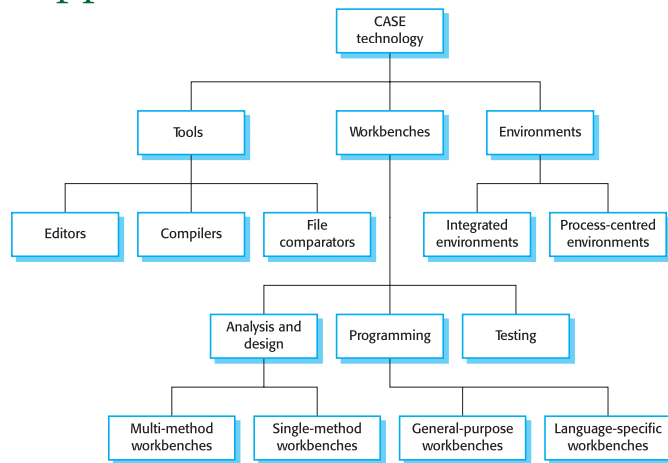 CASE
technology
Tools
Workbenches
Environments
Editors
Compilers
File
comparators
Integrated
environments
Process-centred
environments
Analysis and
design
Programming
Testing
Multi-method
workbenches
Single-method
workbenches
General-purpose
workbenches
Language-specific
workbenches